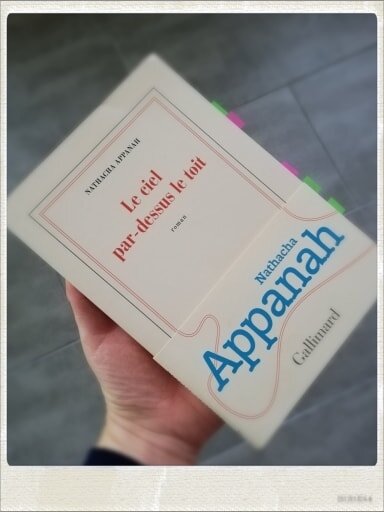 NATHACHA APPANAH
Le ciel
par-dessus le toit
roman
Nathacha
Appanah
Gallimard